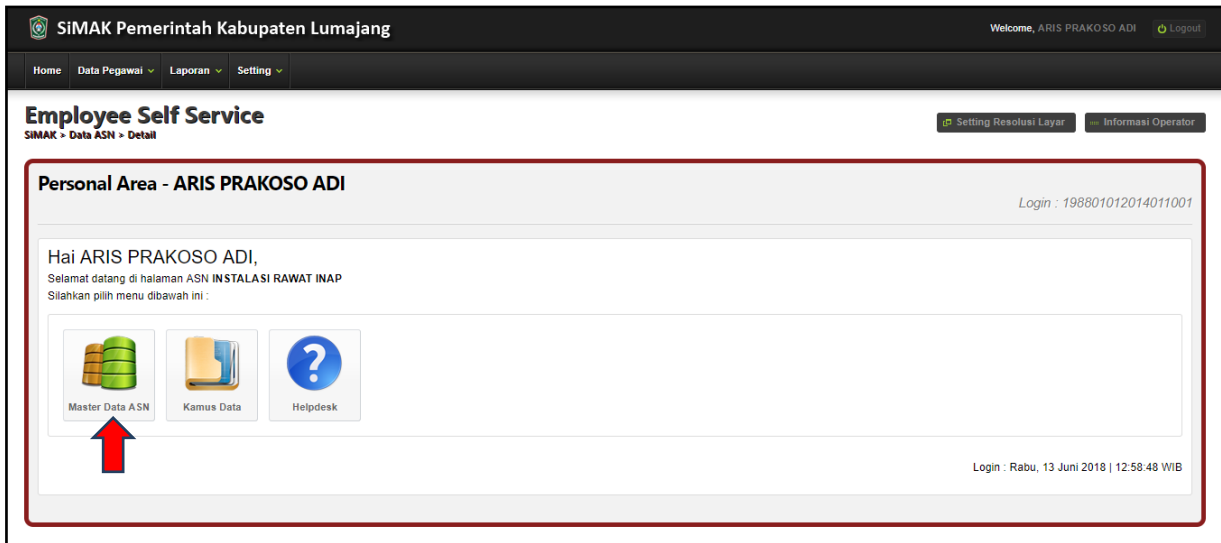 SiMAK Pemerintah Kabupaten Lumajang
Welcome, ARIS PRAKOSO ADI Logout
Home Data Pegawai Laporan Setting
Employee Self Service
SiMAK > Data ASN > Detail
Setting Resolusi Layar Informasi Operator
Personal Area - ARIS PRAKOSO ADI
Login : 198801012014011001
Hai ARIS PRAKOSO ADI,
Selamat datang di halaman ASN INSTALASI RAWAT INAP
Silahkan pilih menu dibawah ini :
Master Data ASN Kamus Data Helpdesk
Login : Rabu, 13 Juni 2018 | 12:58:48 WIB